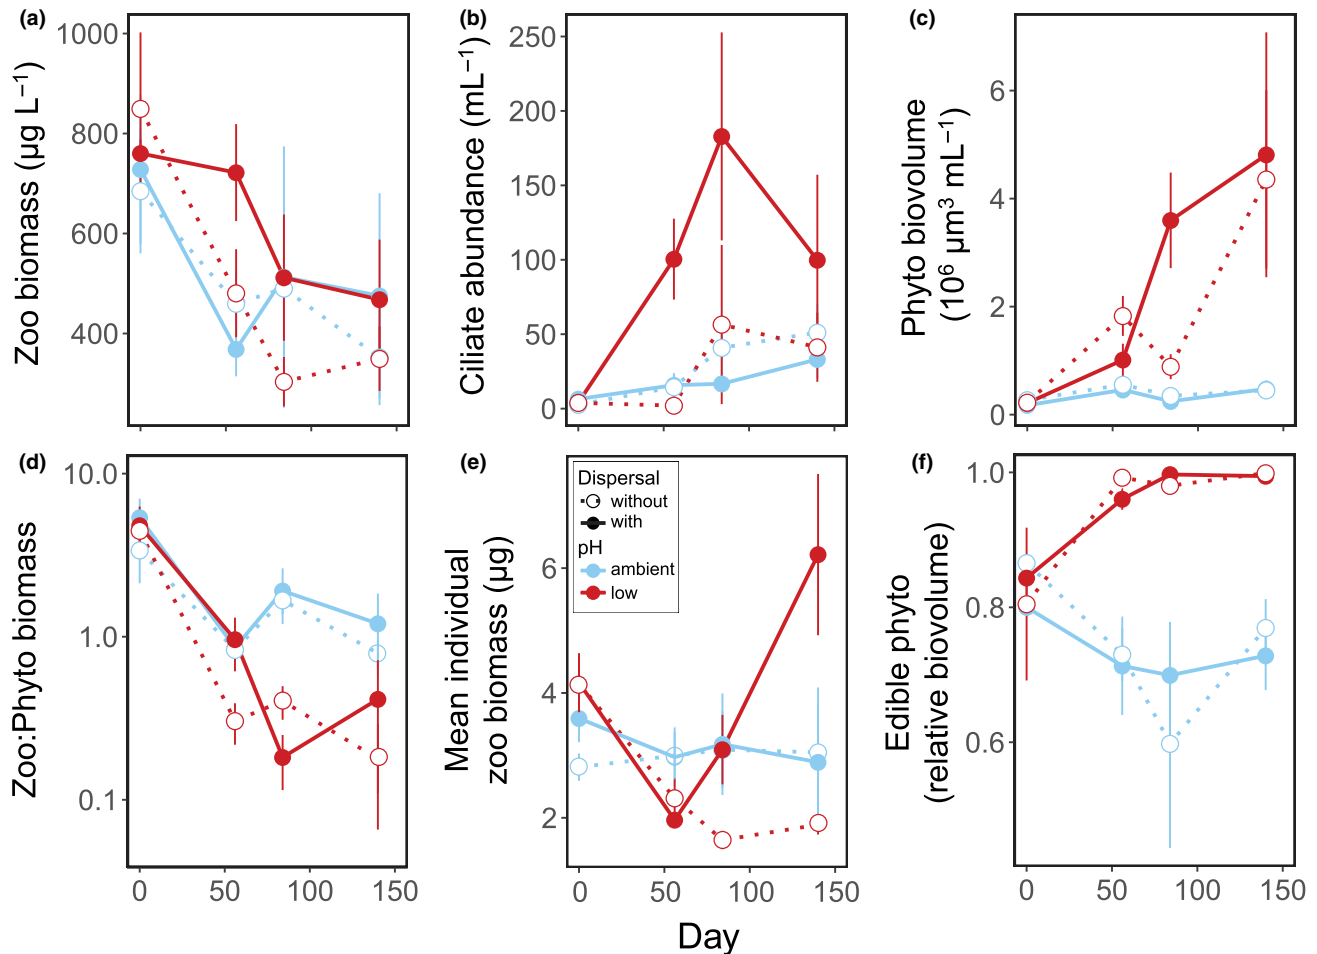 (a)
Zoo biomass (µg L⁻¹)
1000
800
600
400
(b)
Ciliate abundance (mL⁻¹)
250
200
150
100
50
0
(c)
Phyto biovolume
(10⁶ µm³ mL⁻¹)
6
4
2
0
(d)
Zoo:Phyto biomass
10.0
1.0
0.1
0
50
100
150
(e)
Mean individual
zoo biomass (µg)
6
4
2
Dispersal
without
with
pH
ambient
low
0
50
100
150
(f)
Edible phyto
(relative biovolume)
1.0
0.8
0.6
0
50
100
150
Day